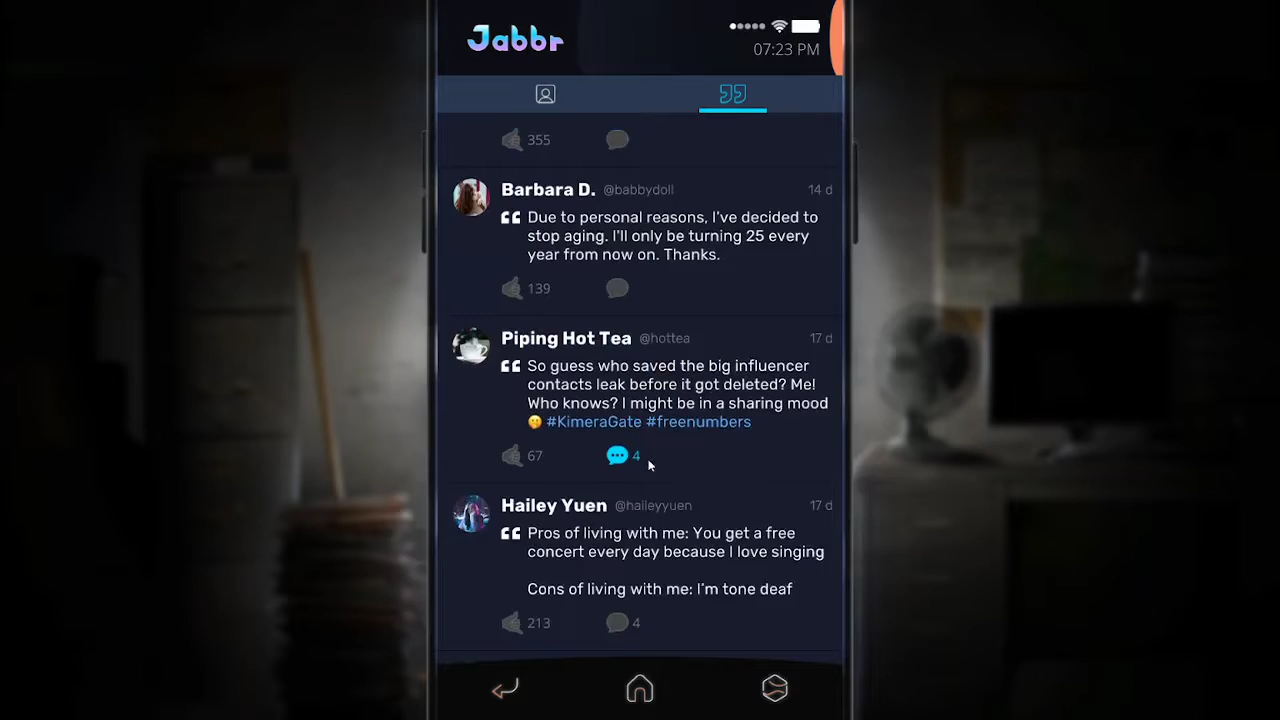 Jabbr
07:23 PM
355
Barbara D. @babbydoll 14 d
Due to personal reasons, I've decided to
stop aging. I'll only be turning 25 every
year from now on. Thanks.
139
Piping Hot Tea @hottea 17 d
So guess who saved the big influencer
contacts leak before it got deleted? Me!
Who knows? I might be in a sharing mood
🤭 #KimeraGate #freenumbers
67 4
Hailey Yuen @haileyyuen 17 d
Pros of living with me: You get a free
concert every day because I love singing
Cons of living with me: I'm tone deaf
213 4